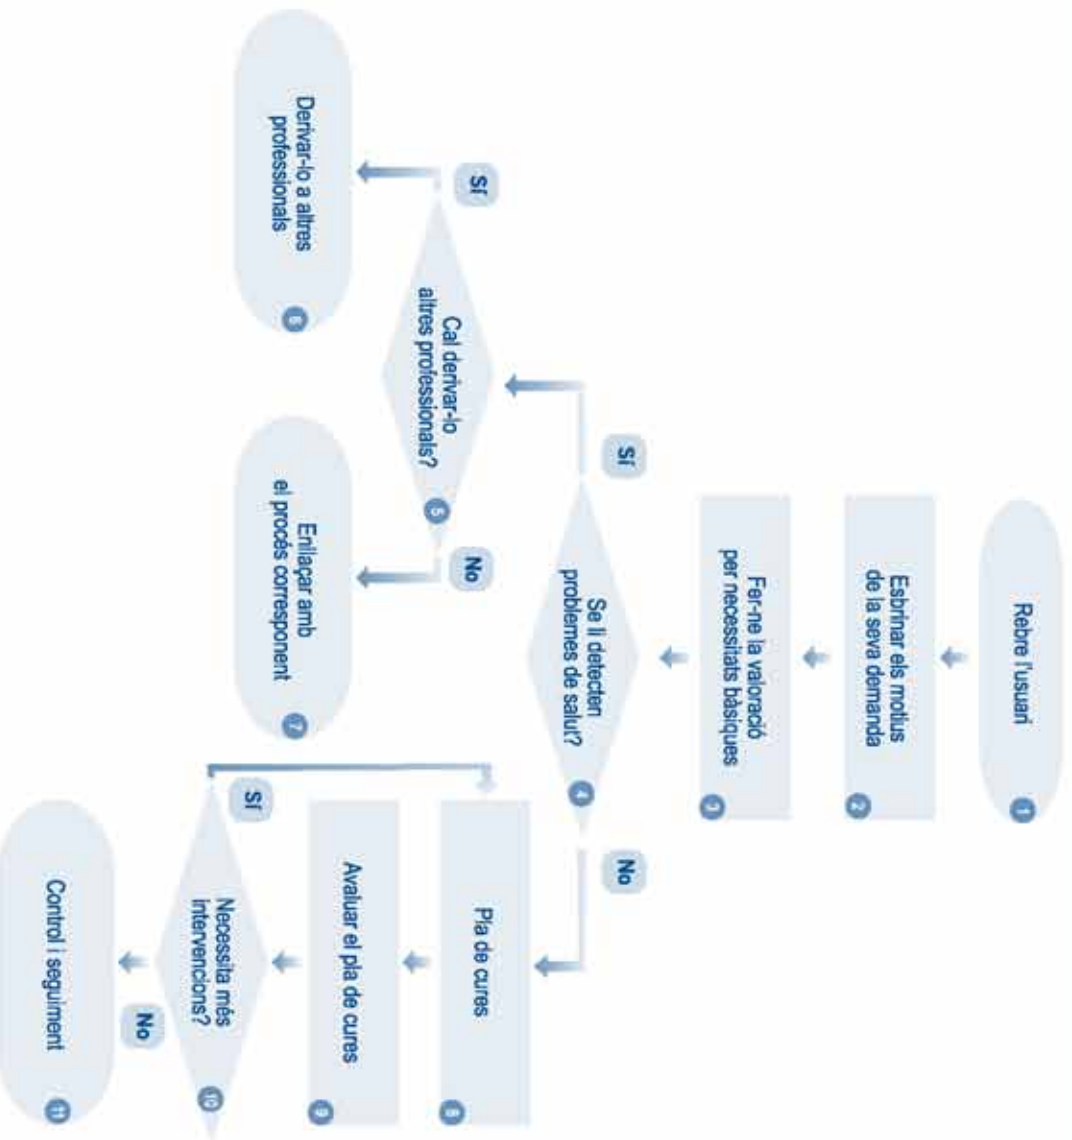 Rebre l'usuari
1
Esbrinar els motius
de la seva demanda
2
Fer-ne la valoració
per necessitats bàsiques
3
Se li detecten
problemes de salut?
4
Sí
No
Cal derivar-lo
altres professionals?
5
Sí
No
Derivar-lo a altres
professionals
6
Enllaçar amb
el procés corresponent
7
Pla de cures
8
Avaluar el pla de cures
9
Necessita més
intervencions?
10
Sí
No
Control i seguiment
11